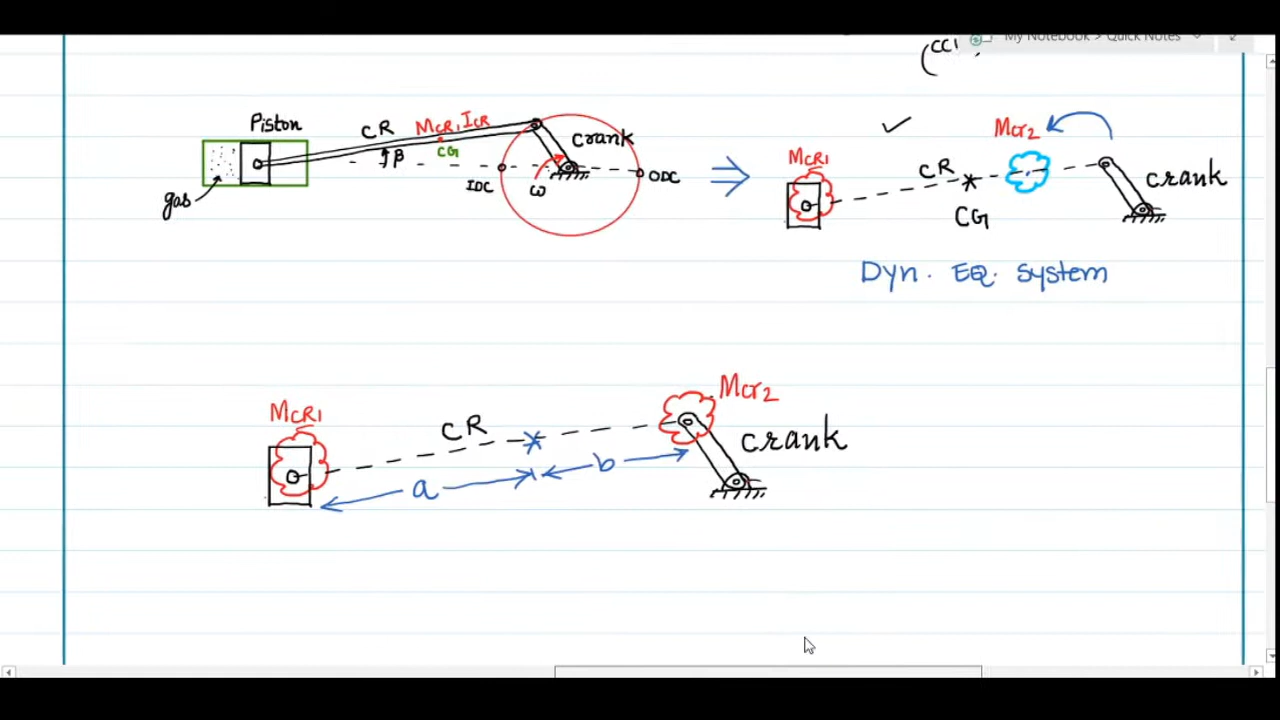 My Notebook > Quick Notes
(CC1
Piston
CR
MCR, ICR
CG
β
crank
gas
IDC
ω
ODC
MCR1
CR
CG
Mcr2
crank
Dyn. EQ. System
MCR1
CR
Mcr2
crank
a
b